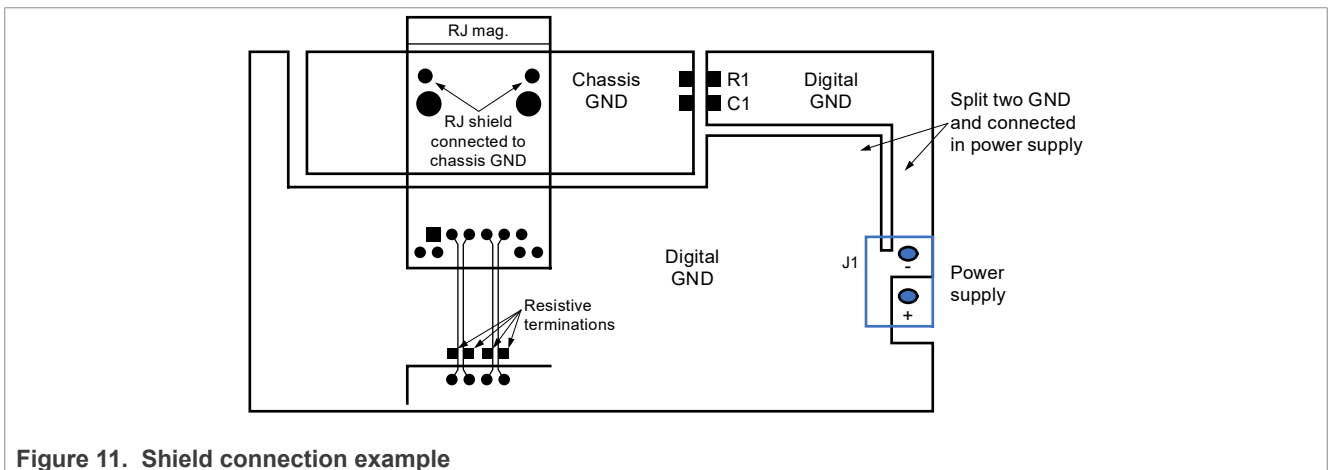 RJ mag.
Chassis
GND
R1
C1
Digital
GND
RJ shield
connected to
chassis GND
Split two GND
and connected
in power supply
Digital
GND
J1
-
+
Power
supply
Resistive
terminations
Figure 11. Shield connection example